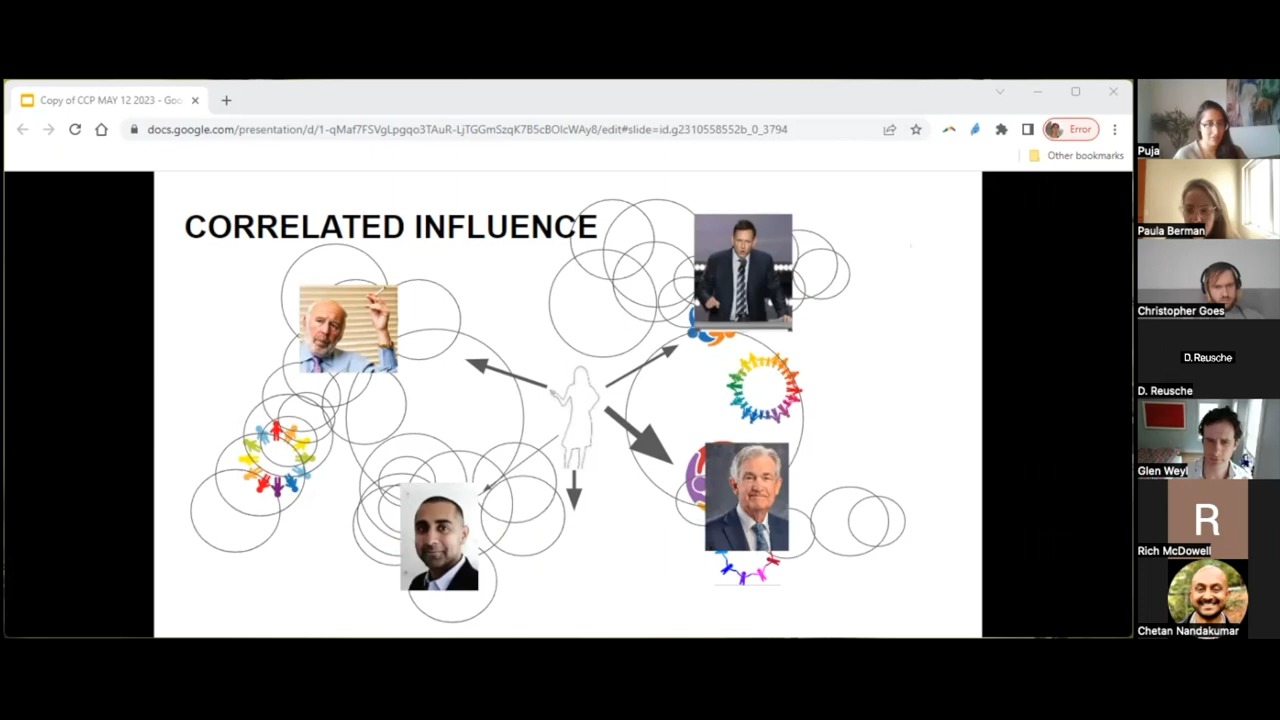 Copy of CCP MAY 12 2023 - Goo
docs.google.com/presentation/d/1-qMaf7FSVgLpgqo3TAuR-LjTGGmSzqK7B5cBOlcWAy8/edit#slide=id.g2310558552b_0_3794
Error
Other bookmarks
CORRELATED INFLUENCE
Puja
Paula Berman
Christopher Goes
D. Reusche
D. Reusche
Glen Weyl
R
Rich McDowell
Chetan Nandakumar